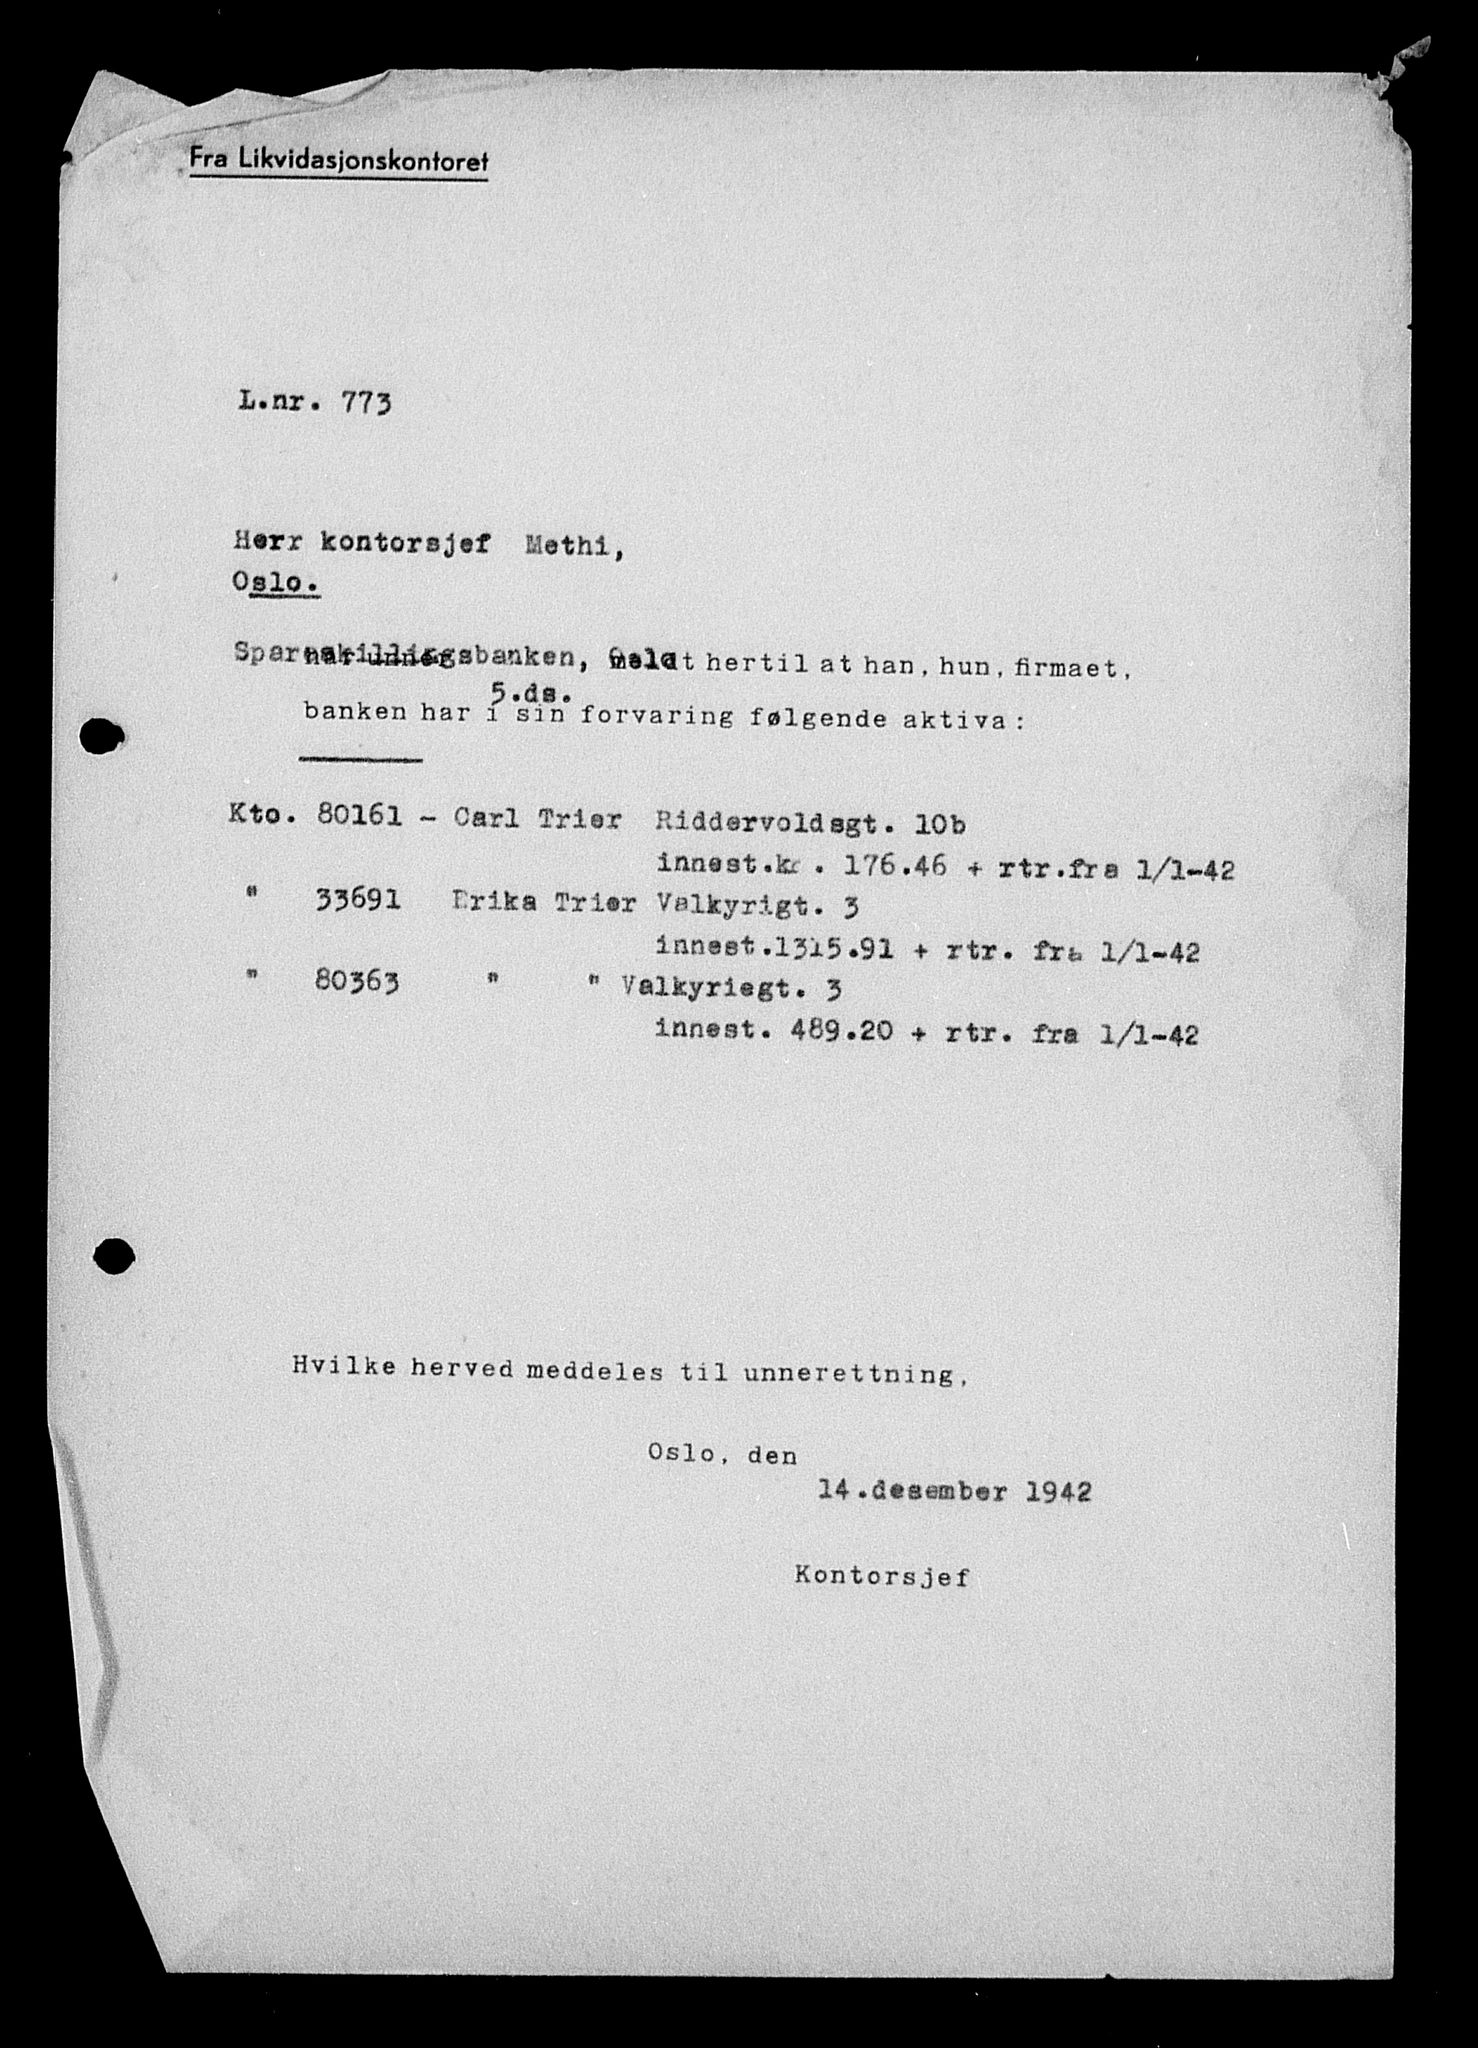 Fra Likvidasjonskontoret
L.nr. 773
Herr kontorsjef Methi,
Oslo.
Spareskillingsbanken, Oslo
har under meldt hertil at han, hun, firmaet,
5.ds.
banken har i sin forvaring følgende aktiva:
Kto. 80161 - Carl Trier Riddervoldsgt. 10b
innest.kr. 176.46 + rtr.fra 1/1-42
" 33691 Erika Trier Valkyrigt. 3
innest.1315.91 + rtr. fra 1/1-42
" 80363 " " Valkyriegt. 3
innest. 489.20 + rtr. fra 1/1-42
Hvilke herved meddeles til unnerettning.
Oslo, den
14.desember 1942
Kontorsjef